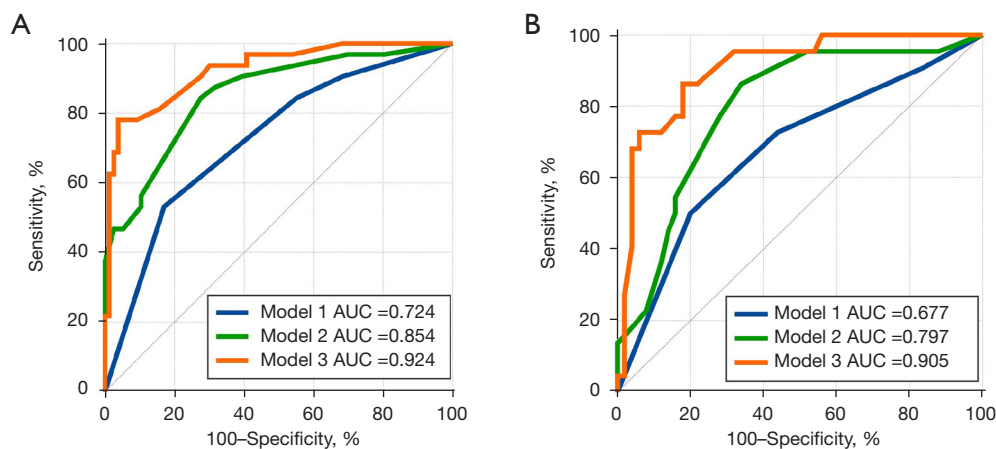 A
100
80
60
40
20
0
Sensitivity, %
0 20 40 60 80 100
100–Specificity, %
Model 1 AUC =0.724
Model 2 AUC =0.854
Model 3 AUC =0.924
B
100
80
60
40
20
0
Sensitivity, %
0 20 40 60 80 100
100–Specificity, %
Model 1 AUC =0.677
Model 2 AUC =0.797
Model 3 AUC =0.905